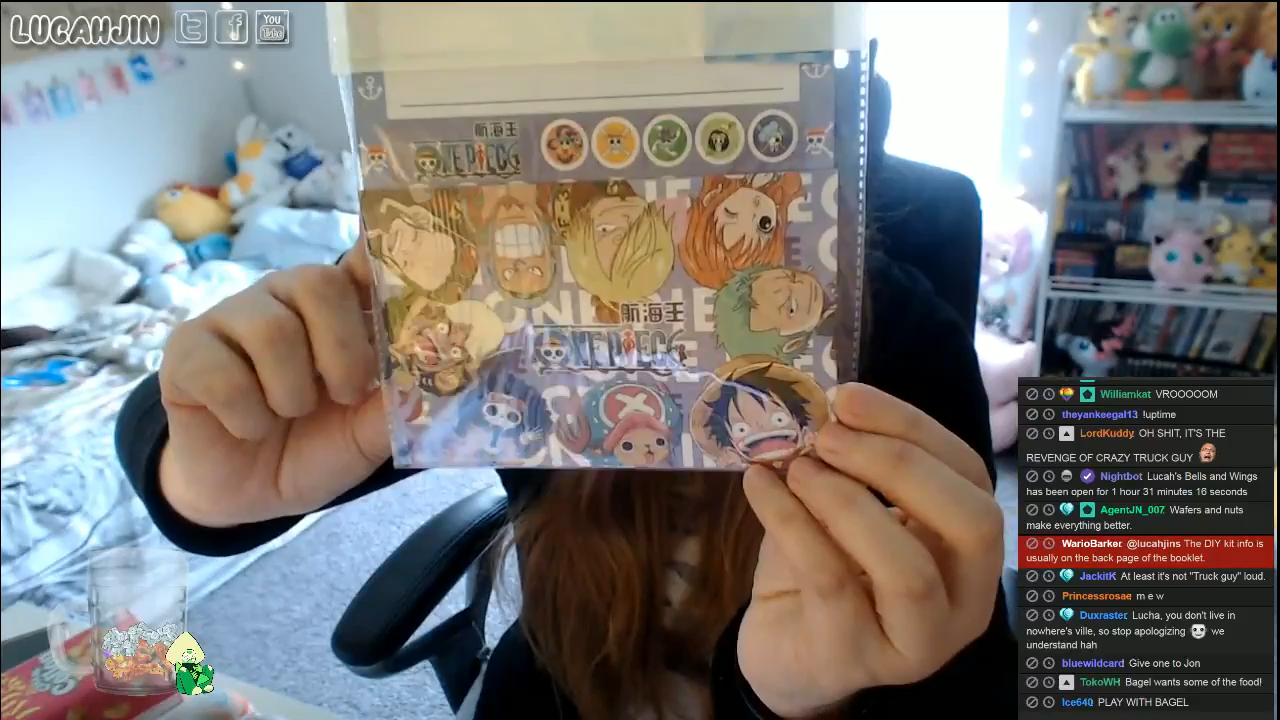 LUCAHJIN
You
Tube
航海王
ONE PIECE
航海王
ONE PIECE
Williamkat VROOOOOM
theyankeegal13 !uptime
LordKuddy: OH SHIT, IT'S THE
REVENGE OF CRAZY TRUCK GUY
Nightbot: Lucah's Bells and Wings
has been open for 1 hour 31 minutes 16 seconds
AgentJN_007: Wafers and nuts
make everything better.
WarioBarker: @lucahjins The DIY kit info is
usually on the back page of the booklet.
JackitK: At least it's not "Truck guy" loud.
Princessrosae: m e w
Duxraster: Lucha, you don't live in
nowhere's ville, so stop apologizing we
understand hah
bluewildcard: Give one to Jon
TokoWH: Bagel wants some of the food!
Ice640: PLAY WITH BAGEL